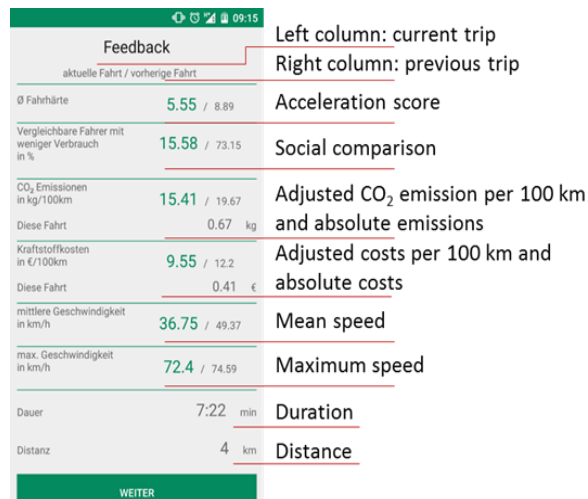 09:15
Feedback
aktuelle Fahrt / vorherige Fahrt
Left column: current trip
Right column: previous trip
Ø Fahrhärte
5.55 / 8.89
Acceleration score
Vergleichbare Fahrer mit
weniger Verbrauch
in %
15.58 / 73.15
Social comparison
CO₂ Emissionen
in kg/100km
15.41 / 19.67
Diese Fahrt 0.67 kg
Adjusted CO₂ emission per 100 km
and absolute emissions
Kraftstoffkosten
in €/100km
9.55 / 12.2
Diese Fahrt 0.41 €
Adjusted costs per 100 km and
absolute costs
mittlere Geschwindigkeit
in km/h
36.75 / 49.37
Mean speed
max. Geschwindigkeit
in km/h
72.4 / 74.59
Maximum speed
Dauer 7:22 min
Duration
Distanz 4 km
Distance
WEITER